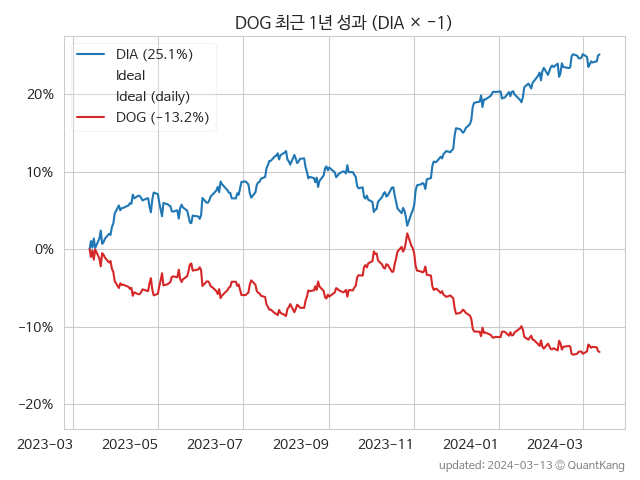 DOG 최근 1년 성과 (DIA × −1)
DIA (25.1%)
Ideal
Ideal (daily)
DOG (−13.2%)
20%
10%
0%
−10%
−20%
2023−03
2023−05
2023−07
2023−09
2023−11
2024−01
2024−03
updated: 2024−03−13 © QuantKang